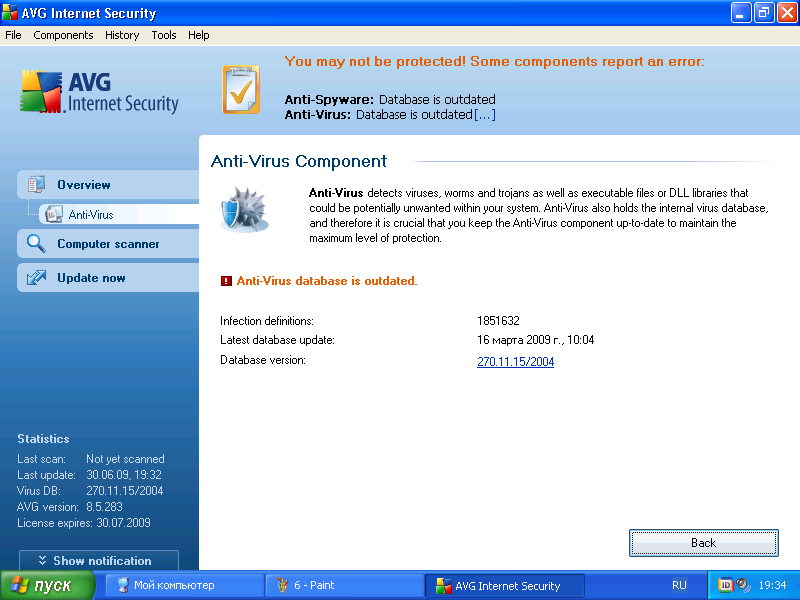 AVG Internet Security
File Components History Tools Help
AVG
Internet Security
You may not be protected! Some components report an error:
Anti-Spyware: Database is outdated
Anti-Virus: Database is outdated[...]
Overview
Anti-Virus
Computer scanner
Update now
Anti-Virus Component
Anti-Virus detects viruses, worms and trojans as well as executable files or DLL libraries that
could be potentially unwanted within your system. Anti-Virus also holds the internal virus database,
and therefore it is crucial that you keep the Anti-Virus component up-to-date to maintain the
maximum level of protection.
Anti-Virus database is outdated.
Infection definitions: 1851632
Latest database update: 16 марта 2009 г., 10:04
Database version: 270.11.15/2004
Statistics
Last scan: Not yet scanned
Last update: 30.06.09, 19:32
Virus DB: 270.11.15/2004
AVG version: 8.5.283
License expires: 30.07.2009
Show notification
Back
пуск Мой компьютер 6 - Paint AVG Internet Security RU ID 19:34